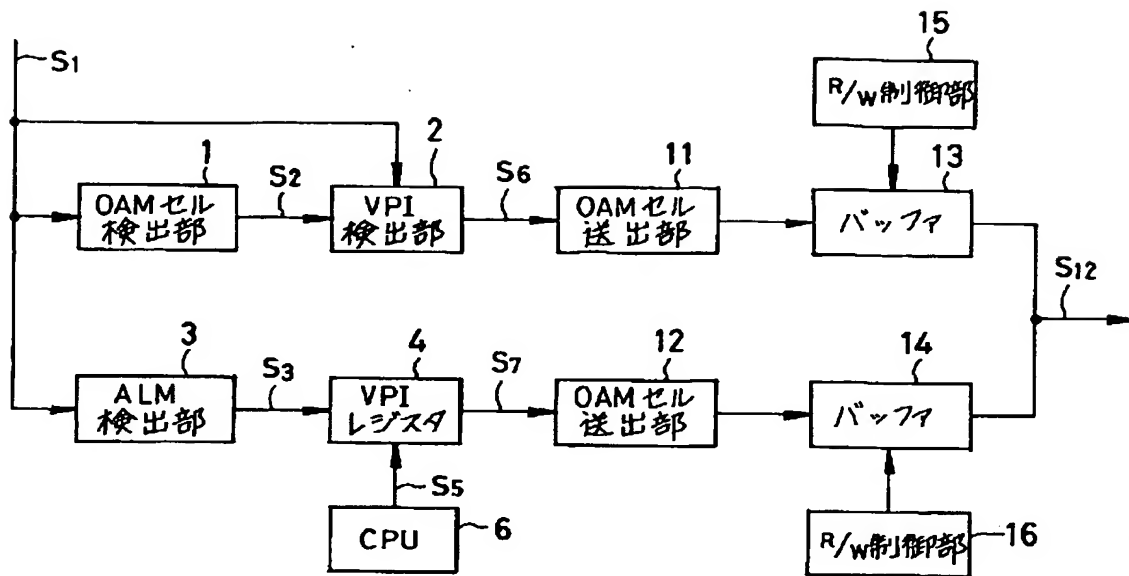 S1
15
R/W制御部
1
OAMセル
検出部
S2
2
VPI
検出部
S6
11
OAMセル
送出部
13
バッファ
S12
3
ALM
検出部
S3
4
VPI
レジスタ
S7
12
OAMセル
送出部
14
バッファ
S5
CPU
6
R/W制御部
16